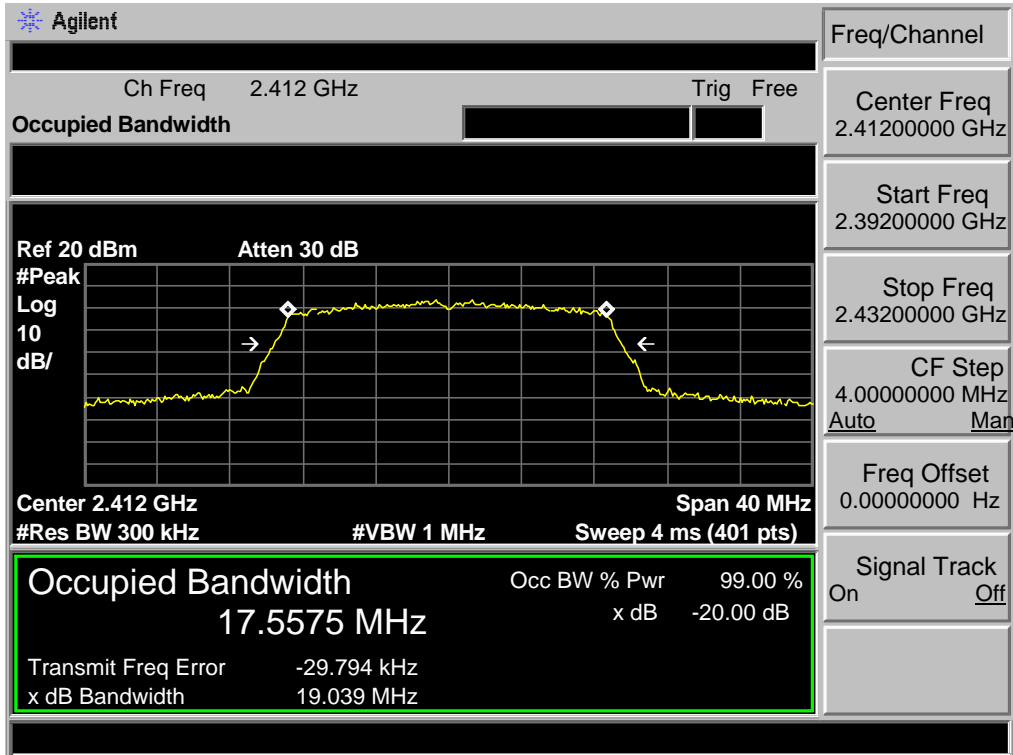 Agilent
Freq/Channel
Ch Freq 2.412 GHz Trig Free
Occupied Bandwidth
Center Freq
2.41200000 GHz
Start Freq
2.39200000 GHz
Stop Freq
2.43200000 GHz
CF Step
4.00000000 MHz
Auto Man
Freq Offset
0.00000000 Hz
Signal Track
On Off
Ref 20 dBm Atten 30 dB
#Peak
Log
10
dB/
Center 2.412 GHz Span 40 MHz
#Res BW 300 kHz #VBW 1 MHz Sweep 4 ms (401 pts)
Occupied Bandwidth Occ BW % Pwr 99.00 %
17.5575 MHz x dB -20.00 dB
Transmit Freq Error -29.794 kHz
x dB Bandwidth 19.039 MHz